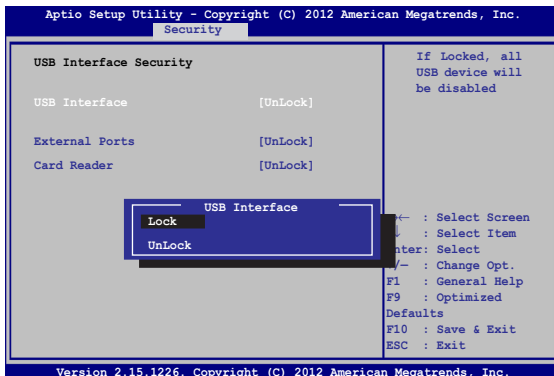 Aptio Setup Utility - Copyright (C) 2012 American Megatrends, Inc.
Security
USB Interface Security
USB Interface [UnLock]
External Ports [UnLock]
Card Reader [UnLock]
If Locked, all
USB device will
be disabled
USB Interface
Lock
UnLock
← : Select Screen
↓ : Select Item
nter: Select
/— : Change Opt.
F1 : General Help
F9 : Optimized
Defaults
F10 : Save & Exit
ESC : Exit
Version 2.15.1226. Copyright (C) 2012 American Megatrends, Inc.